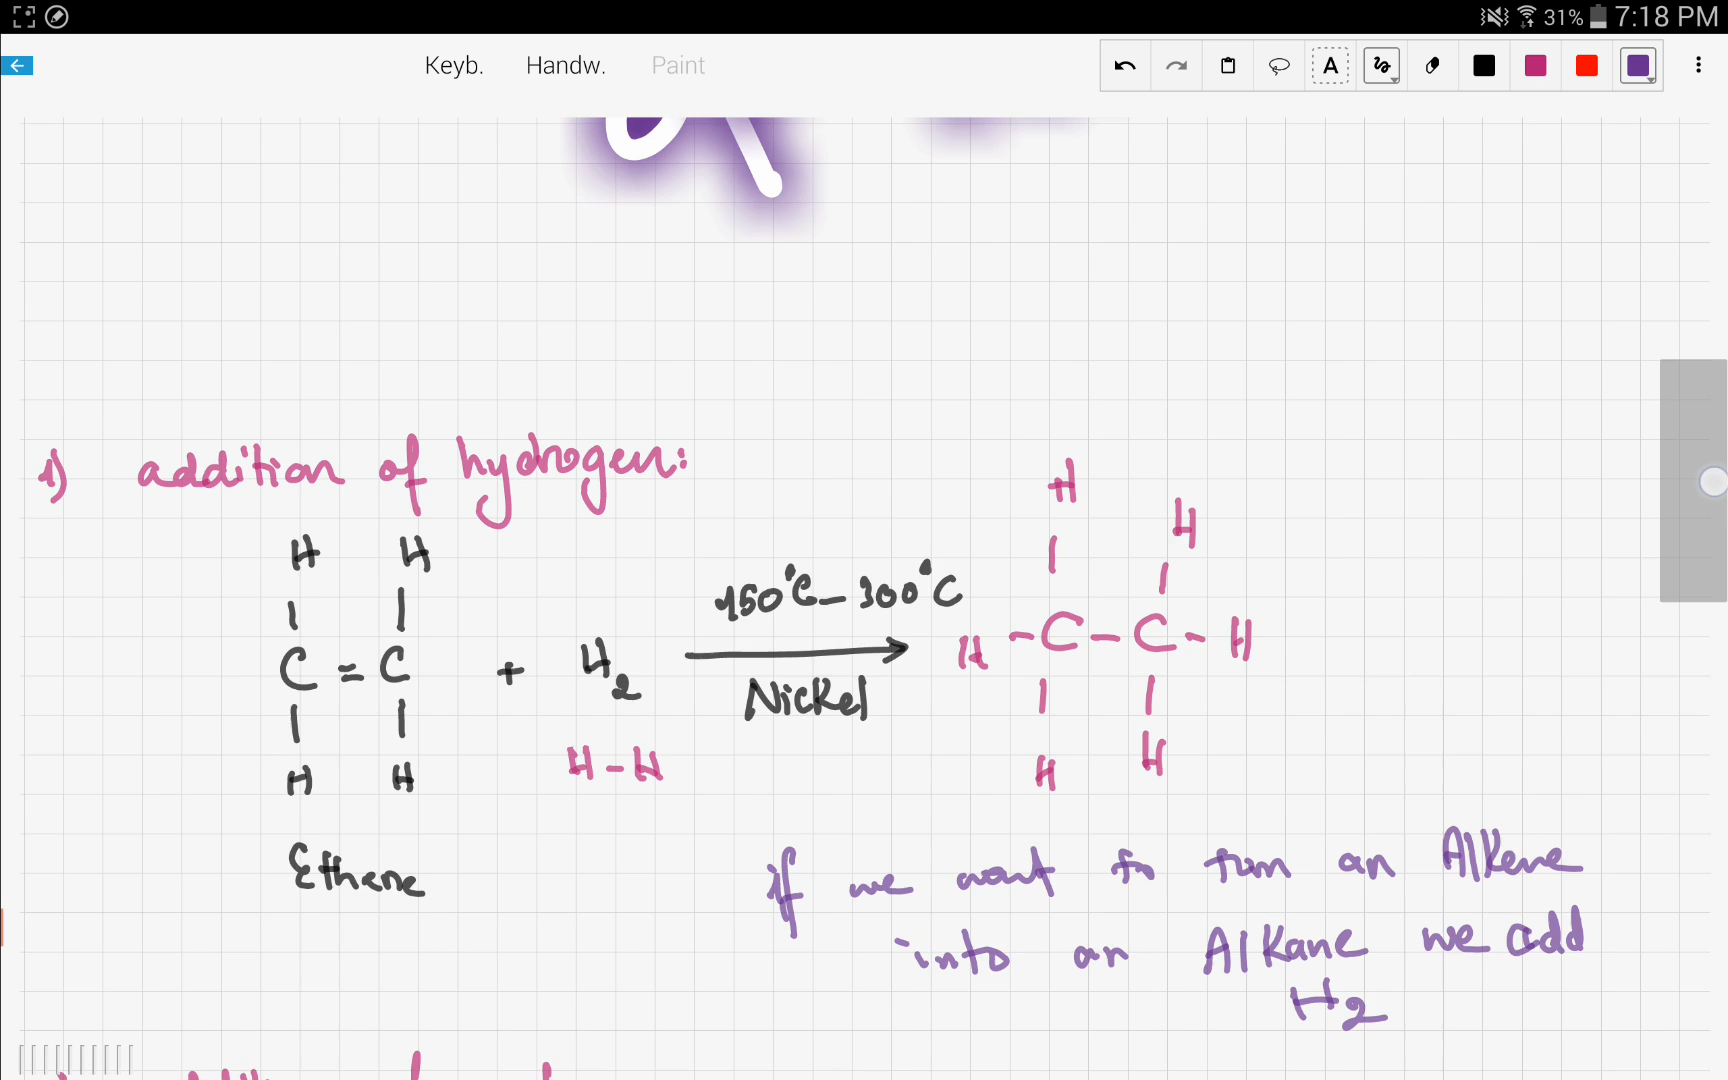 31% 7:18 PM
Keyb. Handw. Paint
A
1) addition of hydrogen:
H H
C = C + H2
150°C - 300°C
Nickel
H H
H - H
Ethene
H H
H - C - C - H
H H
if we want to turn an Alkene
into an Alkane we add
H2